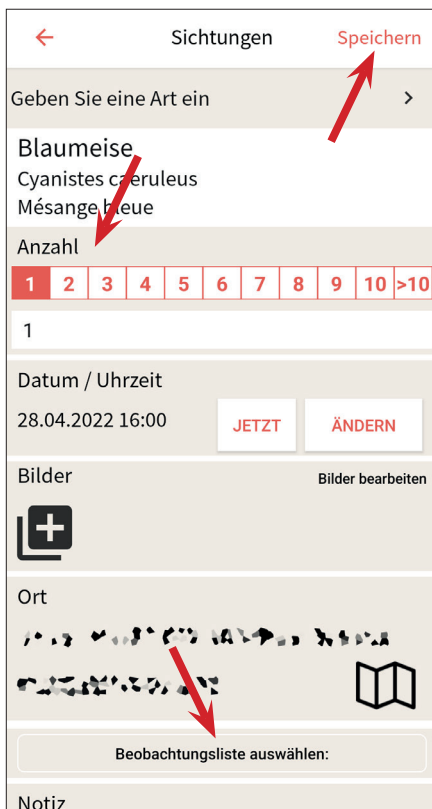 Sichtungen Speichern
Geben Sie eine Art ein
Blaumeise
Cyanistes caeruleus
Mésange bleue
Anzahl
1 2 3 4 5 6 7 8 9 10 >10
1
Datum / Uhrzeit
28.04.2022 16:00 JETZT ÄNDERN
Bilder Bilder bearbeiten
Ort
Beobachtungsliste auswählen:
Notiz